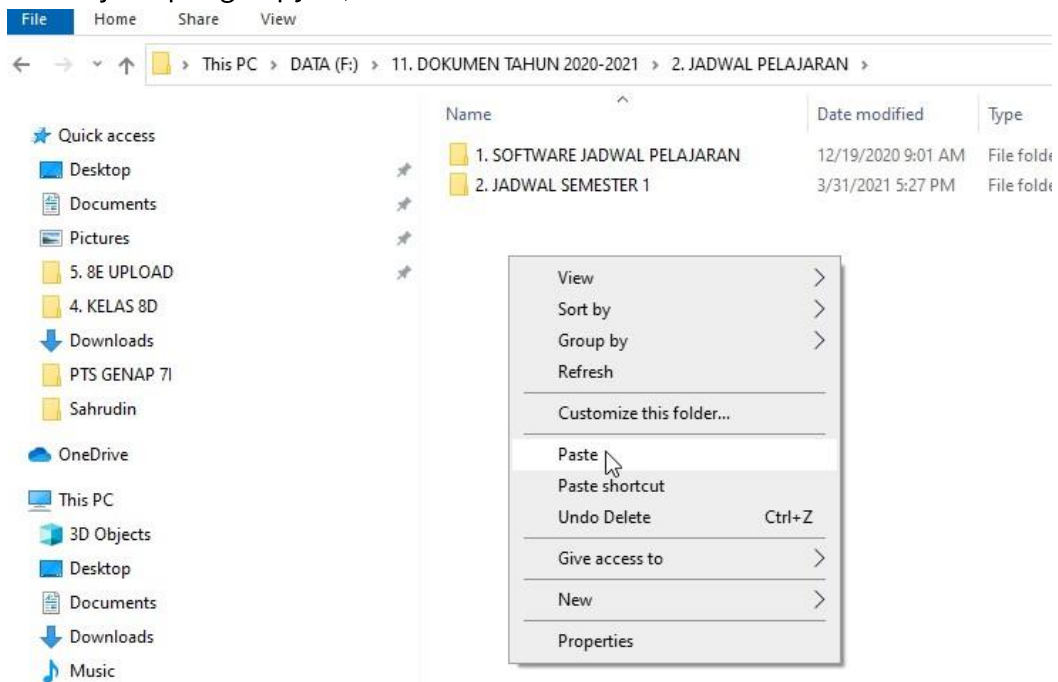 File Home Share View
This PC > DATA (F:) > 11. DOKUMEN TAHUN 2020-2021 > 2. JADWAL PELAJARAN >
Name Date modified Type
Quick access
1. SOFTWARE JADWAL PELAJARAN 12/19/2020 9:01 AM File folde
Desktop
2. JADWAL SEMESTER 1 3/31/2021 5:27 PM File folde
Documents
Pictures
5. 8E UPLOAD
4. KELAS 8D
Downloads
PTS GENAP 7I
Sahrudin
OneDrive
This PC
3D Objects
Desktop
Documents
Downloads
Music
View
Sort by
Group by
Refresh
Customize this folder...
Paste
Paste shortcut
Undo Delete Ctrl+Z
Give access to
New
Properties